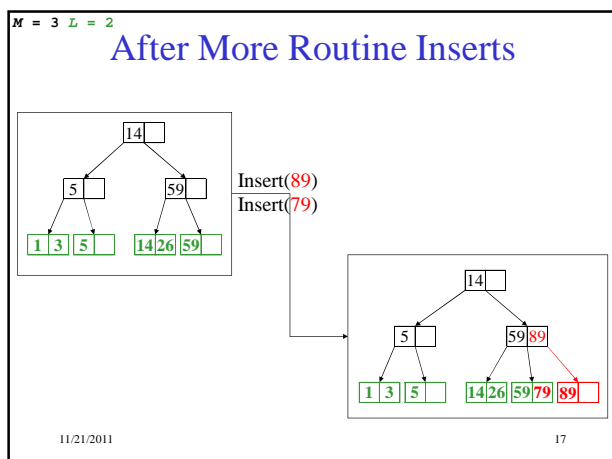 M = 3 L = 2
After More Routine Inserts
14
5 59
1 3 5 14 26 59
Insert(89)
Insert(79)
14
5 59 89
1 3 5 14 26 59 79 89
11/21/2011 17